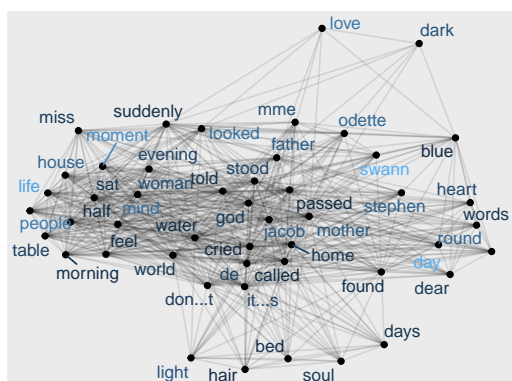 love
dark
suddenly
mme
miss
moment
looked
odette
father
blue
house
evening
stood
swann
life
sat
woman
told
half
mind
passed
stephen
heart
people
god
words
water
jacob
mother
round
table
feel
cried
home
morning
world
de
called
day
don...t
it...s
found
dear
days
light
bed
hair
soul